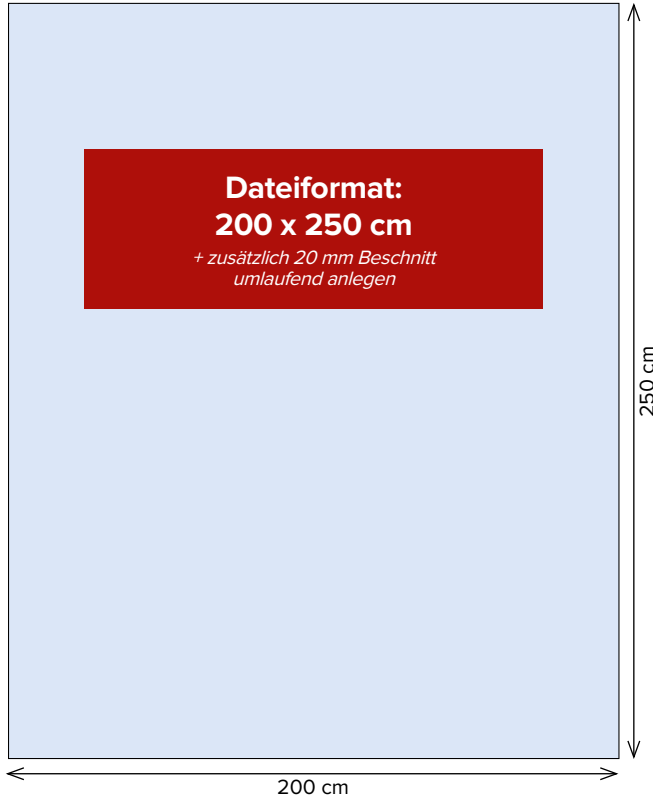 Dateiformat:
200 x 250 cm
+ zusätzlich 20 mm Beschnitt
umlaufend anlegen
250 cm
200 cm